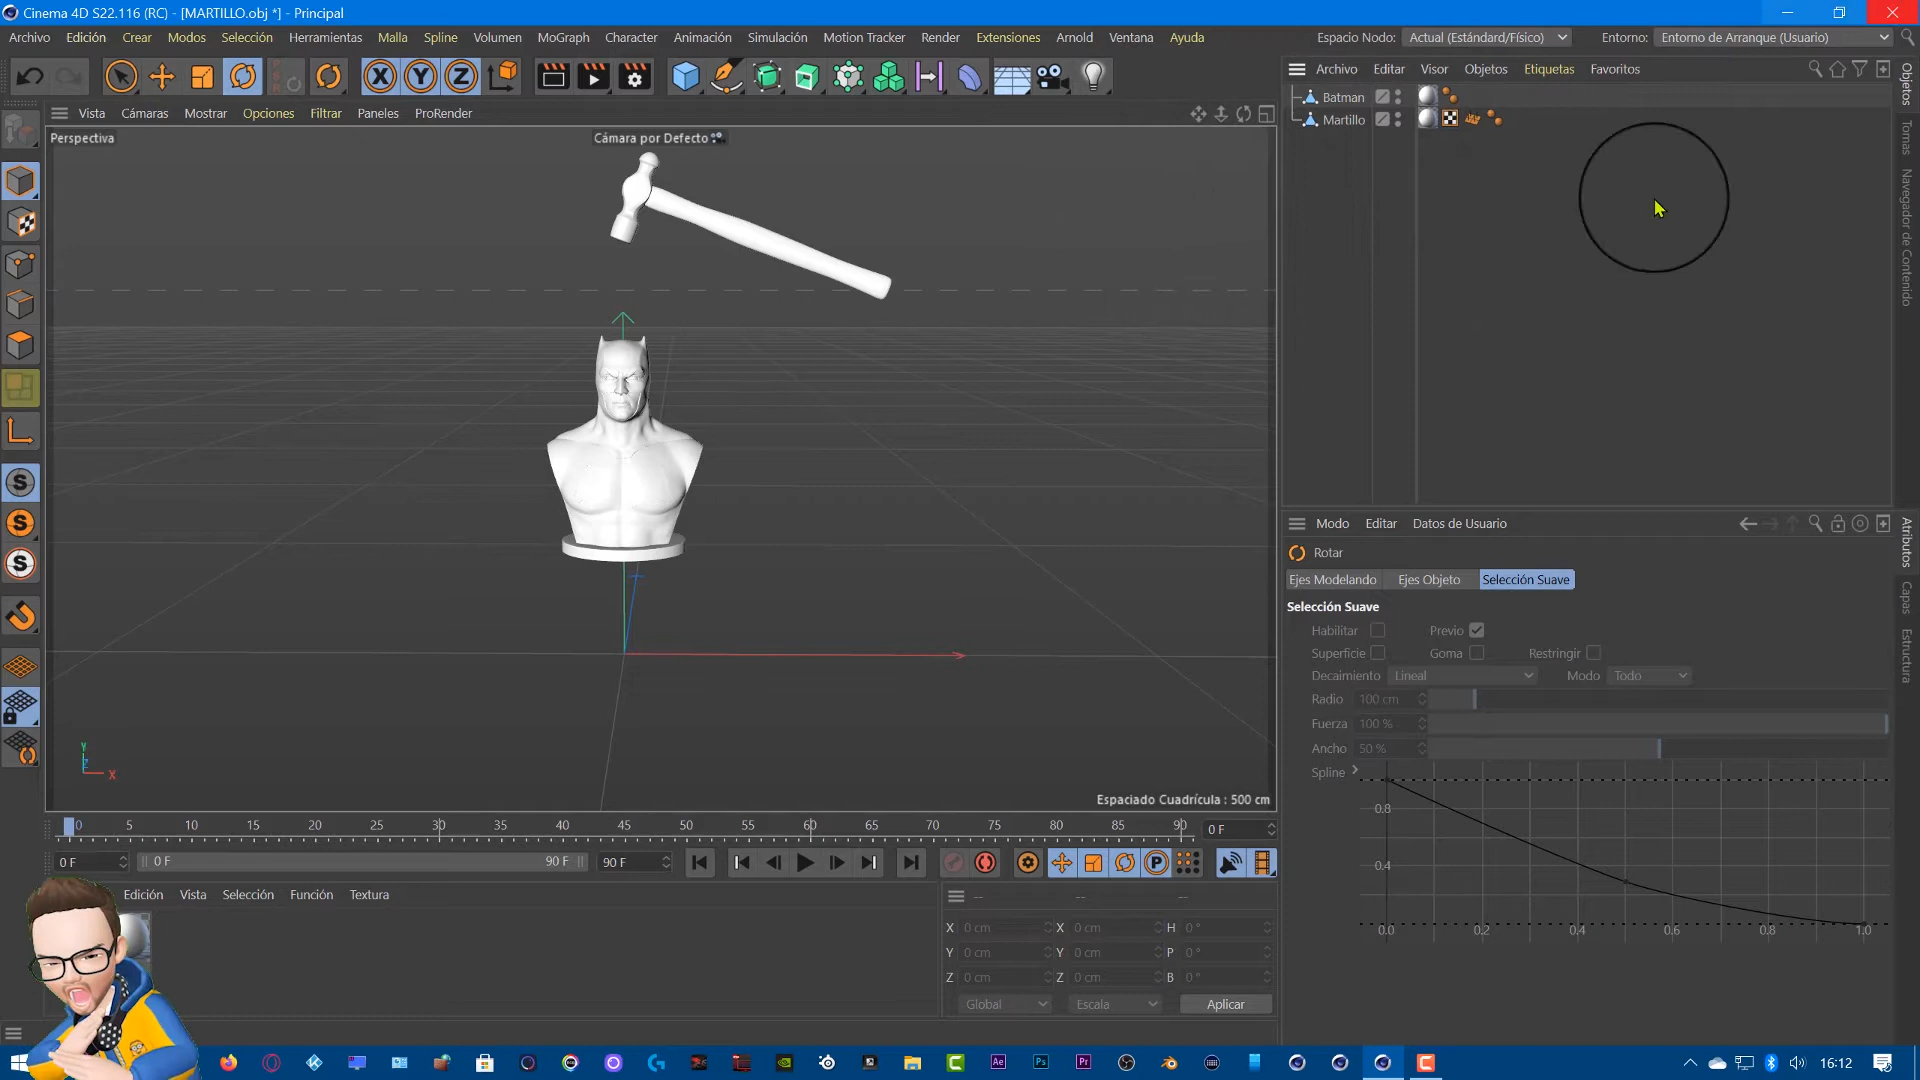 Cinema 4D S22.116 (RC) - [MARTILLO.obj *] - Principal
Archivo Edición Crear Modos Selección Herramientas Malla Spline Volumen MoGraph Character Animación Simulación Motion Tracker Render Extensiones Arnold Ventana Ayuda Espacio Nodo: Actual (Estándar/Físico) Entorno: Entorno de Arranque (Usuario)
X Y Z
Vista Cámaras Mostrar Opciones Filtrar Paneles ProRender
Perspectiva
Cámara por Defecto
Archivo Editar Visor Objetos Etiquetas Favoritos
Batman
Martillo
Objetos
Tomas
Navegador de Contenido
S
S
S
Y
Z
X
Espaciado Cuadrícula : 500 cm
Modo Editar Datos de Usuario
Rotar
Ejes Modelando Ejes Objeto Selección Suave
Selección Suave
Habilitar Previo
Superficie Goma Restringir
Decaimiento Lineal Modo Todo
Radio 100 cm
Fuerza 100 %
Ancho 50 %
Spline
0.8
0.4
0.0 0.2 0.4 0.6 0.8 1.0
Atributos
Capas
Estructura
0 5 10 15 20 25 30 35 40 45 50 55 60 65 70 75 80 85 90 0 F
0 F 0 F 90 F 90 F
P
Edición Vista Selección Función Textura
-- -- --
X 0 cm X 0 cm H 0 °
Y 0 cm Y 0 cm P 0 °
Z 0 cm Z 0 cm B 0 °
Global Escala Aplicar
Ae Ps Pr
16:12